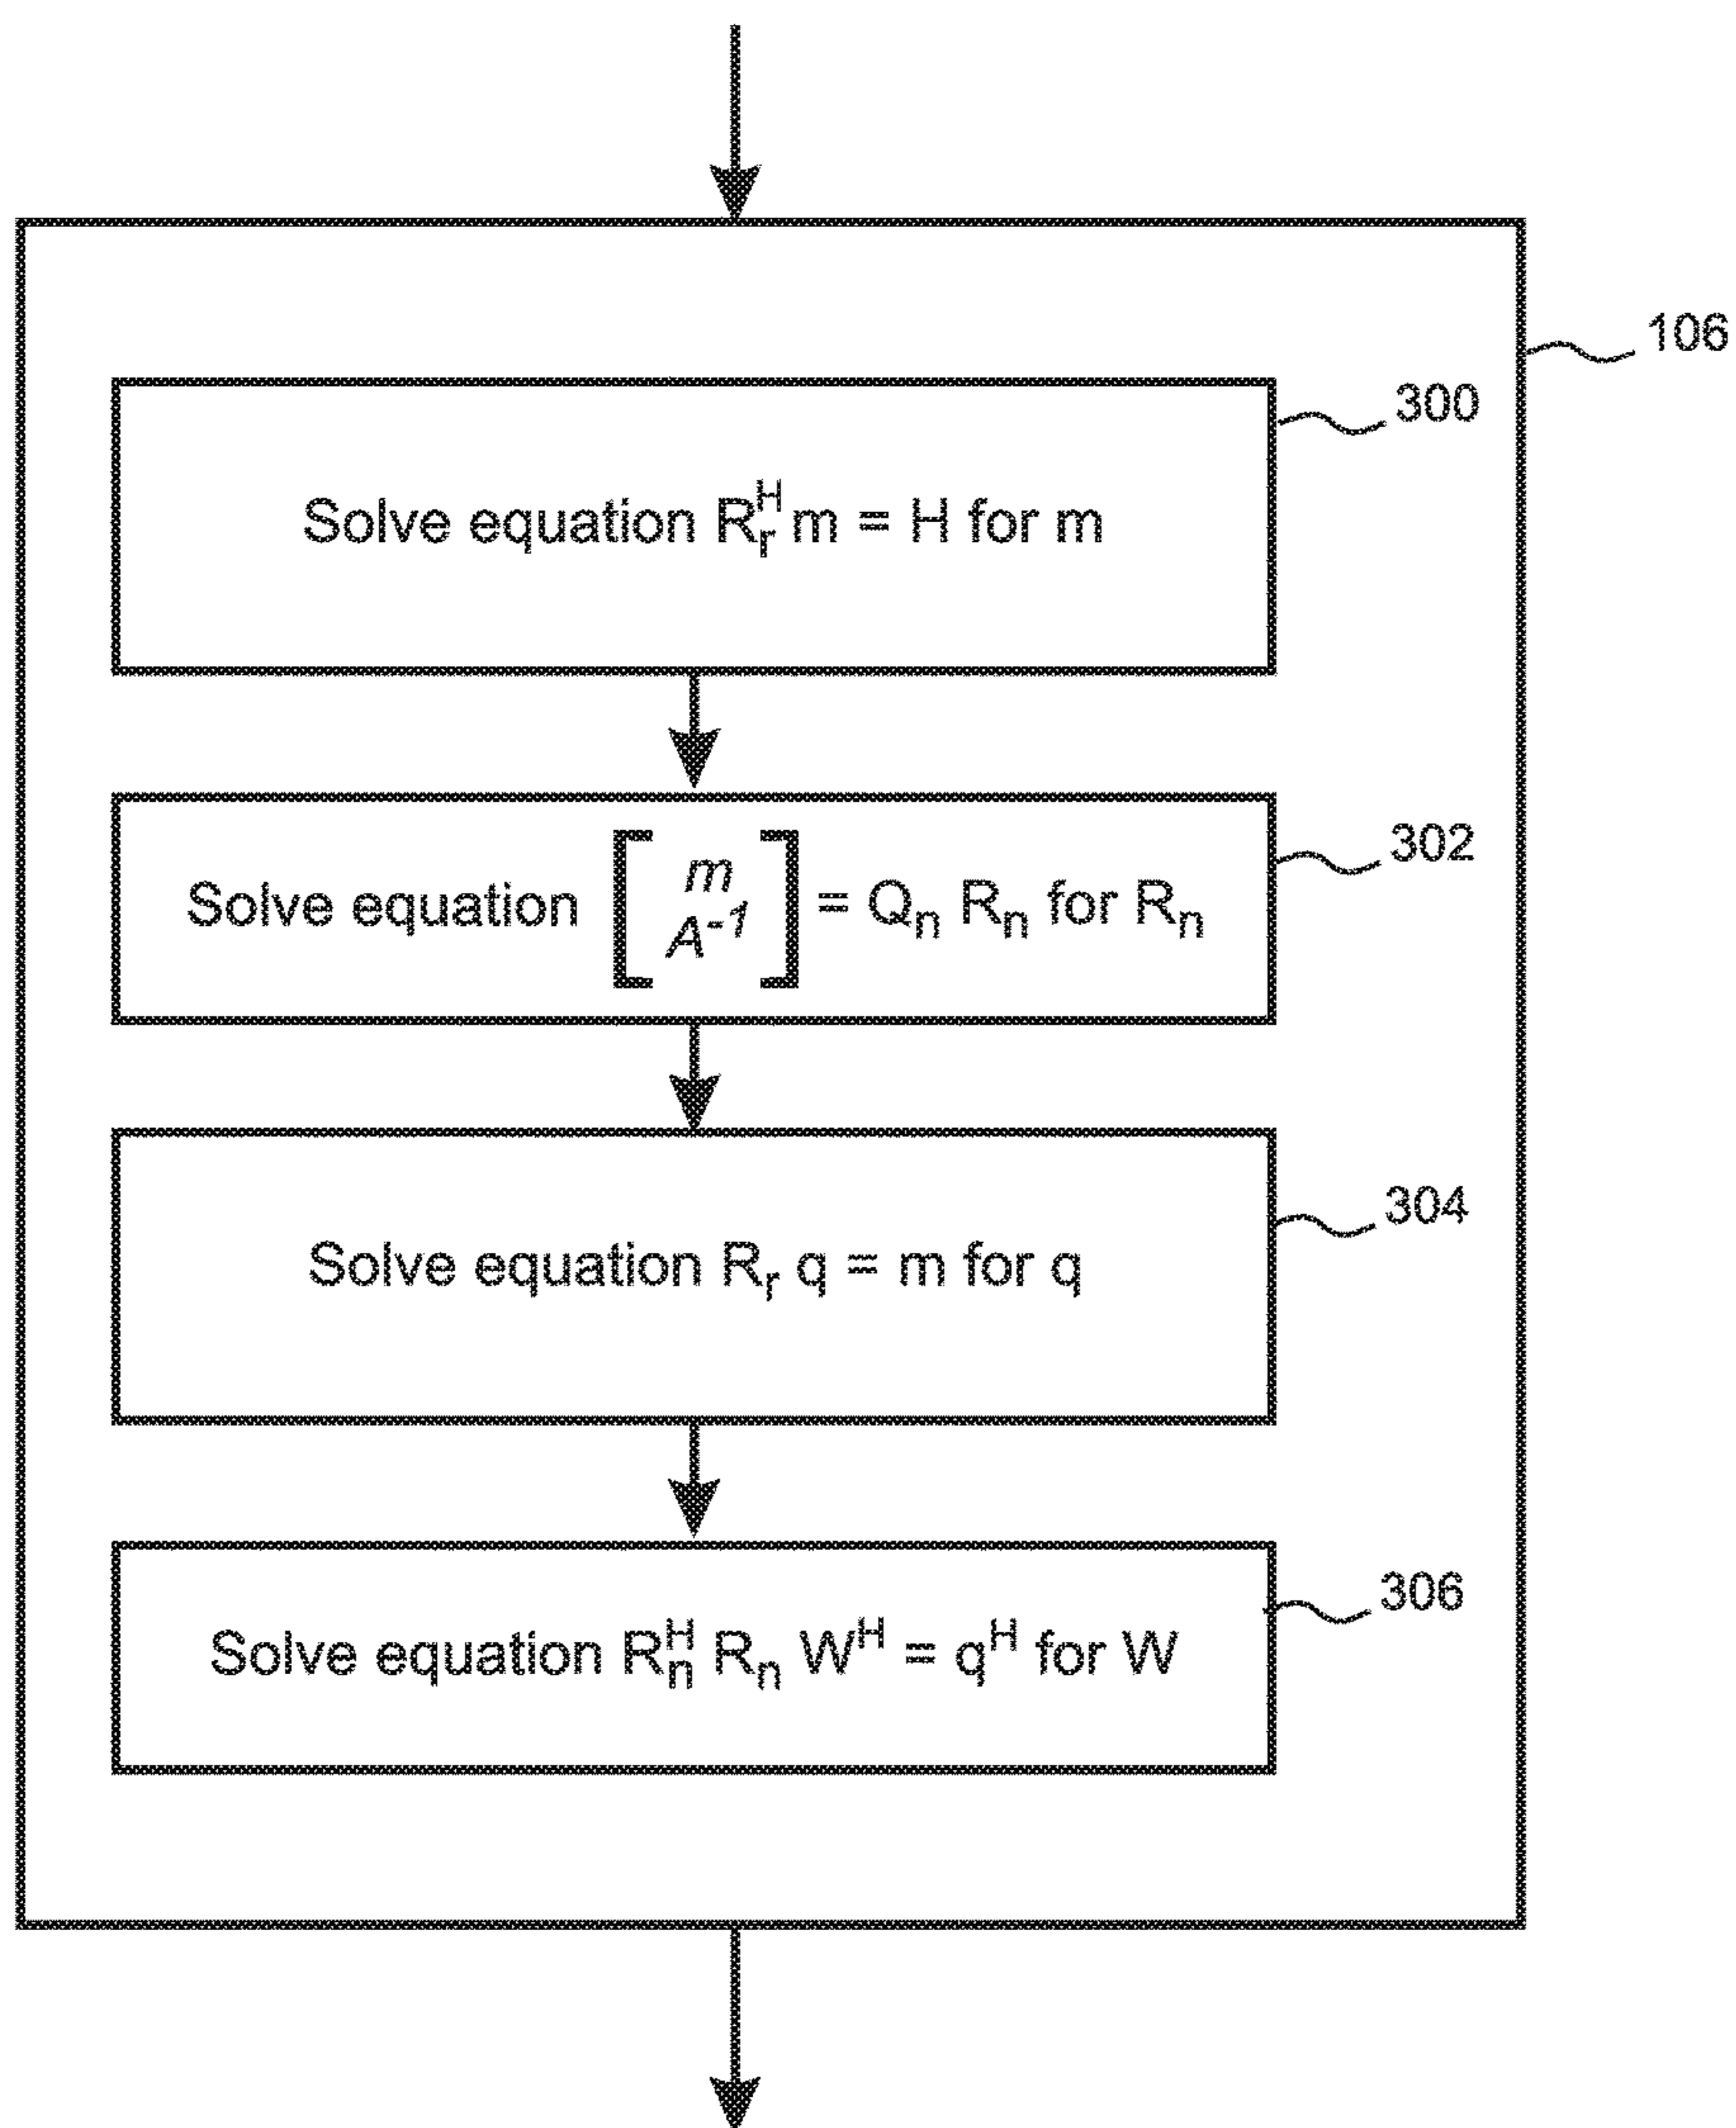 106
300
Solve equation R_r^H m = H for m
302
Solve equation [ m A^-1 ] = Q_n R_n for R_n
304
Solve equation R_r q = m for q
306
Solve equation R_n^H R_n W^H = q^H for W